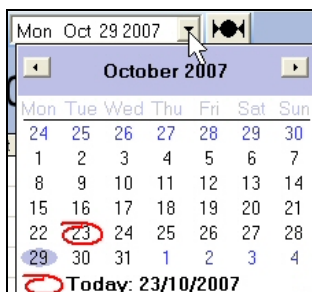 Mon Oct 29 2007
October 2007
Mon Tue Wed Thu Fri Sat Sun
24 25 26 27 28 29 30
1 2 3 4 5 6 7
8 9 10 11 12 13 14
15 16 17 18 19 20 21
22 23 24 25 26 27 28
29 30 31 1 2 3 4
Today: 23/10/2007